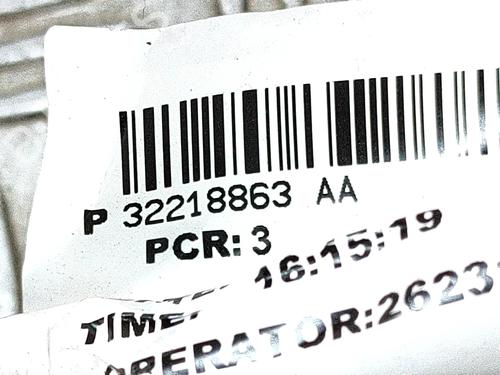 P 32218863 AA
PCR: 3
TIME: 16:15:19
OPERATOR:2623